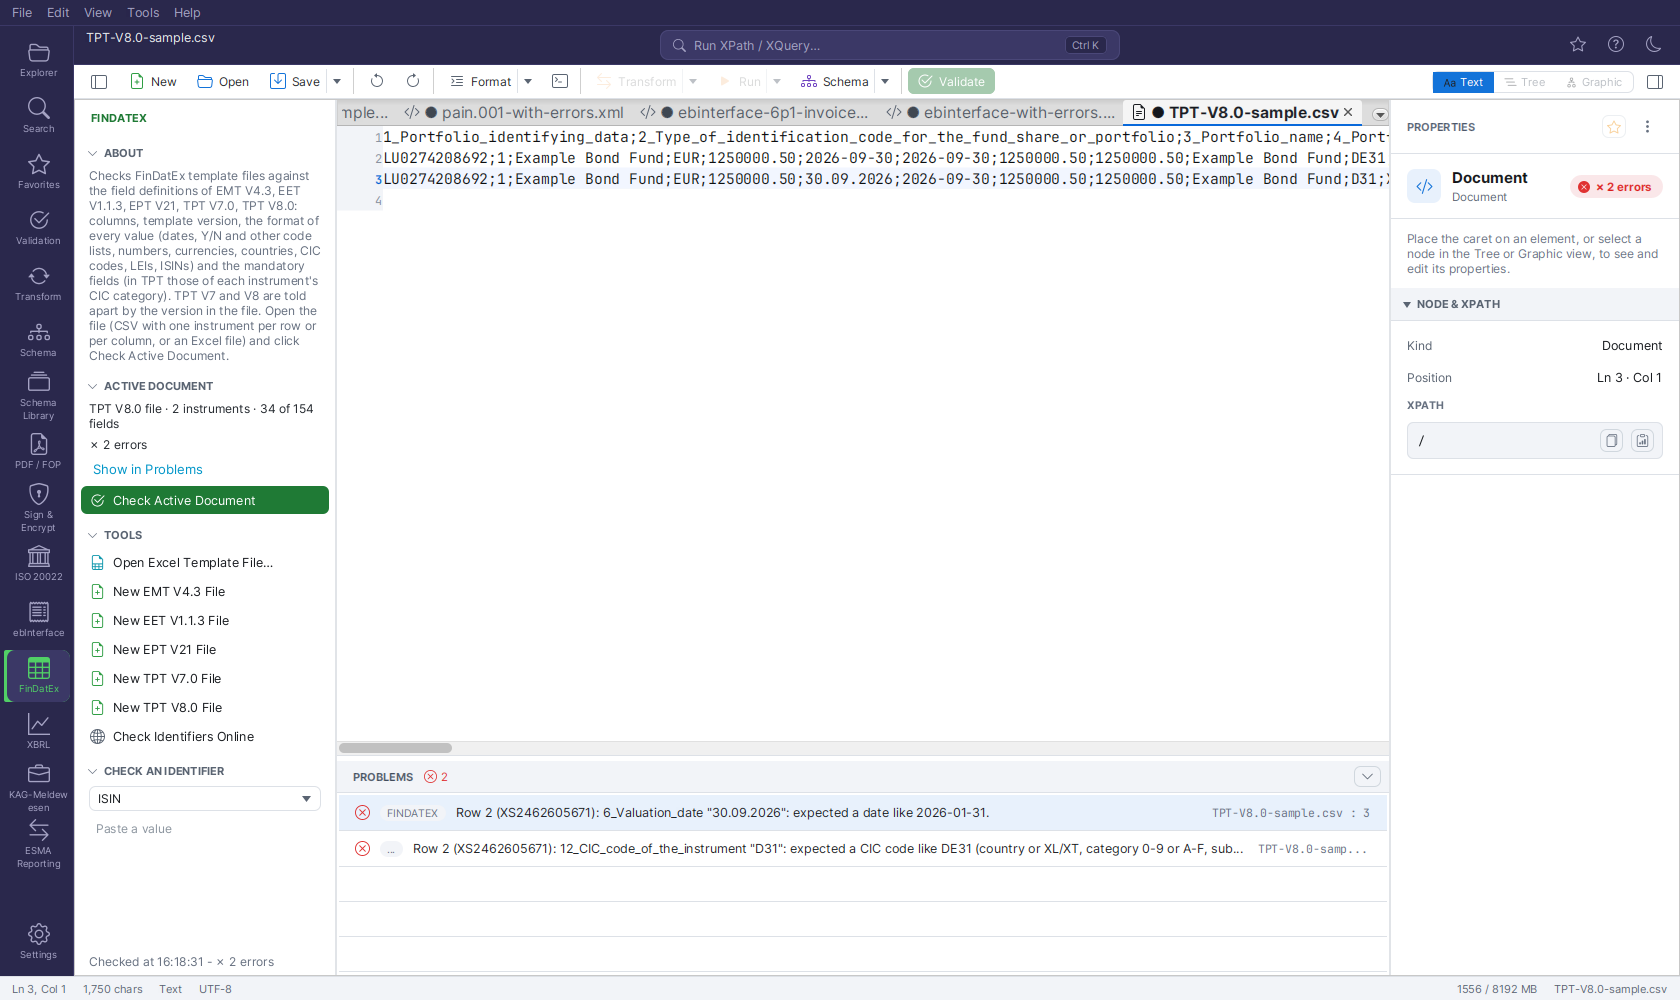 File Edit View Tools Help
TPT-V8.0-sample.csv
Run XPath / XQuery... Ctrl K
New Open Save Format Transform Run Schema Validate
Aa Text Tree Graphic
Explorer
Search
Favorites
Validation
Transform
Schema
Schema
Library
PDF / FOP
Sign &
Encrypt
ISO 20022
ebInterface
FinDatEx
XBRL
KAG-Meldew
esen
ESMA
Reporting
Settings
FINDATEX
ABOUT
Checks FinDatEx template files against
the field definitions of EMT V4.3, EET
V1.1.3, EPT V21, TPT V7.0, TPT V8.0:
columns, template version, the format of
every value (dates, Y/N and other code
lists, numbers, currencies, countries, CIC
codes, LEIs, ISINs) and the mandatory
fields (in TPT those of each instrument's
CIC category). TPT V7 and V8 are told
apart by the version in the file. Open the
file (CSV with one instrument per row or
per column, or an Excel file) and click
Check Active Document.
ACTIVE DOCUMENT
TPT V8.0 file · 2 instruments · 34 of 154
fields
× 2 errors
Show in Problems
Check Active Document
TOOLS
Open Excel Template File...
New EMT V4.3 File
New EET V1.1.3 File
New EPT V21 File
New TPT V7.0 File
New TPT V8.0 File
Check Identifiers Online
CHECK AN IDENTIFIER
ISIN
Paste a value
Checked at 16:18:31 - × 2 errors
mple... pain.001-with-errors.xml ebinterface-6p1-invoice... ebinterface-with-errors.... TPT-V8.0-sample.csv
1 1_Portfolio_identifying_data;2_Type_of_identification_code_for_the_fund_share_or_portfolio;3_Portfolio_name;4_Port
2 LU0274208692;1;Example Bond Fund;EUR;1250000.50;2026-09-30;2026-09-30;1250000.50;1250000.50;Example Bond Fund;DE31
3 LU0274208692;1;Example Bond Fund;EUR;1250000.50;30.09.2026;2026-09-30;1250000.50;1250000.50;Example Bond Fund;D31;X
4
PROBLEMS 2
FINDATEX Row 2 (XS2462605671): 6_Valuation_date "30.09.2026": expected a date like 2026-01-31. TPT-V8.0-sample.csv : 3
... Row 2 (XS2462605671): 12_CIC_code_of_the_instrument "D31": expected a CIC code like DE31 (country or XL/XT, category 0-9 or A-F, sub... TPT-V8.0-samp...
PROPERTIES
Document
Document
× 2 errors
Place the caret on an element, or select a
node in the Tree or Graphic view, to see and
edit its properties.
NODE & XPATH
Kind Document
Position Ln 3 · Col 1
XPATH
/
Ln 3, Col 1 1,750 chars Text UTF-8 1556 / 8192 MB TPT-V8.0-sample.csv